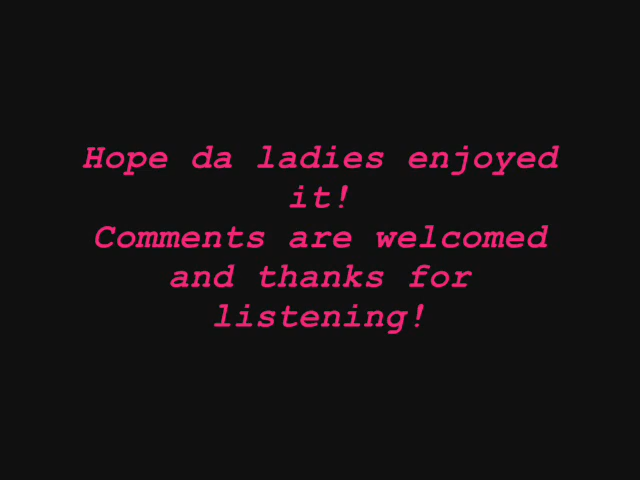 Hope da ladies enjoyed
it!
Comments are welcomed
and thanks for
listening!